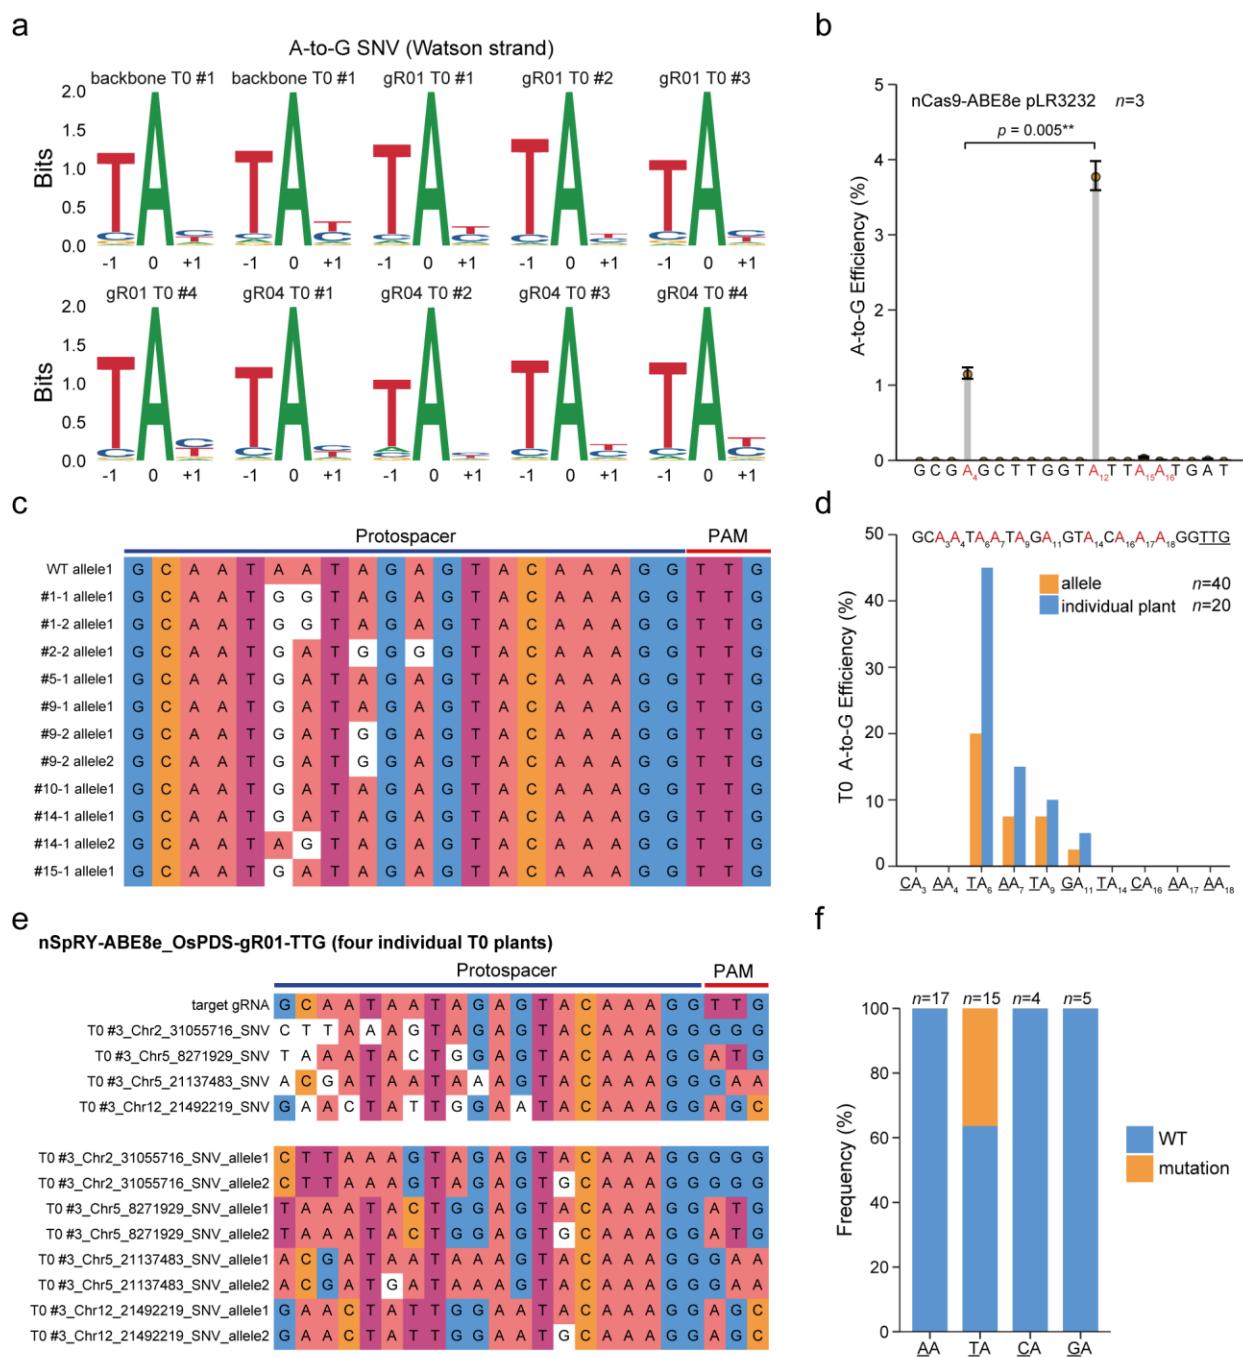 a
A-to-G SNV (Watson strand)
backbone T0 #1 backbone T0 #1 gR01 T0 #1 gR01 T0 #2 gR01 T0 #3
Bits
2.0
1.5
1.0
0.5
0.0
-1 0 +1 -1 0 +1 -1 0 +1 -1 0 +1 -1 0 +1
gR01 T0 #4 gR04 T0 #1 gR04 T0 #2 gR04 T0 #3 gR04 T0 #4
Bits
2.0
1.5
1.0
0.5
0.0
-1 0 +1 -1 0 +1 -1 0 +1 -1 0 +1 -1 0 +1
b
nCas9-ABE8e pLR3232 n=3
p = 0.005**
A-to-G Efficiency (%)
5
4
3
2
1
0
G C G A4 G C T T G G T A12 T T A15 A16 T G A T
c
Protospacer PAM
WT allele1 G C A A T A A T A G A G T A C A A A G G T T G
#1-1 allele1 G C A A T G G T A G A G T A C A A A G G T T G
#1-2 allele1 G C A A T G G T A G A G T A C A A A G G T T G
#2-2 allele1 G C A A T G A T G G G G T A C A A A G G T T G
#5-1 allele1 G C A A T G A T A G A G T A C A A A G G T T G
#9-1 allele1 G C A A T G A T A G A G T A C A A A G G T T G
#9-2 allele1 G C A A T G A T G G A G T A C A A A G G T T G
#9-2 allele2 G C A A T G A T G G A G T A C A A A G G T T G
#10-1 allele1 G C A A T G A T A G A G T A C A A A G G T T G
#14-1 allele1 G C A A T G A T A G A G T A C A A A G G T T G
#14-1 allele2 G C A A T A G T A G A G T A C A A A G G T T G
#15-1 allele1 G C A A T G A T A G A G T A C A A A G G T T G
d
GCA3A4TA6A7TA9GA11GTA14CA16A17A18GGTTG
allele n=40
individual plant n=20
T0 A-to-G Efficiency (%)
50
40
30
20
10
0
CA3 AA4 TA6 AA7 TA9 GA11 TA14 CA16 AA17 AA18
e
nSpRY-ABE8e_OsPDS-gR01-TTG (four individual T0 plants)
Protospacer PAM
target gRNA G C A A T A A T A G A G T A C A A A G G T T G
T0 #3_Chr2_31055716_SNV C T T A A A G T A G A G T A C A A A G G G G G
T0 #3_Chr5_8271929_SNV T A A A T A C T G G A G T A C A A A G G A T G
T0 #3_Chr5_21137483_SNV A C G A T A A T A A A G T A C A A A G G G A A
T0 #3_Chr12_21492219_SNV G A A C T A T T G G A A T A C A A A G G A G C
T0 #3_Chr2_31055716_SNV_allele1 C T T A A A G T A G A G T A C A A A G G G G G
T0 #3_Chr2_31055716_SNV_allele2 C T T A A A G T A G A G T G C A A A G G G G G
T0 #3_Chr5_8271929_SNV_allele1 T A A A T A C T G G A G T A C A A A G G A T G
T0 #3_Chr5_8271929_SNV_allele2 T A A A T A C T G G A G T G C A A A G G A T G
T0 #3_Chr5_21137483_SNV_allele1 A C G A T A A T A A A G T A C A A A G G G A A
T0 #3_Chr5_21137483_SNV_allele2 A C G A T G A T A A A G T A C A A A G G G A A
T0 #3_Chr12_21492219_SNV_allele1 G A A C T A T T G G A A T A C A A A G G A G C
T0 #3_Chr12_21492219_SNV_allele2 G A A C T A T T G G A A T G C A A A G G A G C
f
n=17 n=15 n=4 n=5
Frequency (%)
100
80
60
40
20
0
AA TA CA GA
WT
mutation